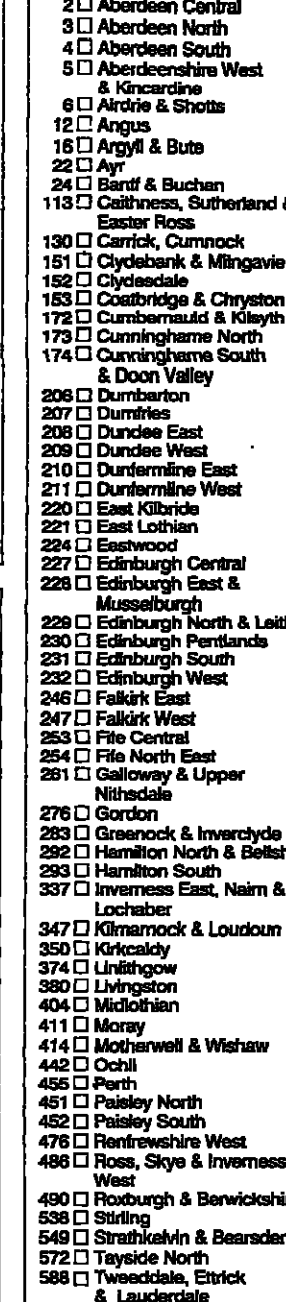 2 □ Aberdeen Central
3 □ Aberdeen North
4 □ Aberdeen South
5 □ Aberdeenshire West
& Kincardine
6 □ Airdrie & Shotts
12 □ Angus
16 □ Argyll & Bute
22 □ Ayr
24 □ Banff & Buchan
113 □ Caithness, Sutherland &
Easter Ross
130 □ Carrick, Cumnock
151 □ Clydebank & Milngavie
152 □ Clydesdale
153 □ Coatbridge & Chryston
172 □ Cumbernauld & Kilsyth
173 □ Cunninghame North
174 □ Cunninghame South
& Doon Valley
206 □ Dumbarton
207 □ Dumfries
208 □ Dundee East
209 □ Dundee West
210 □ Dunfermline East
211 □ Dunfermline West
220 □ East Kilbride
221 □ East Lothian
224 □ Eastwood
227 □ Edinburgh Central
228 □ Edinburgh East &
Musselburgh
229 □ Edinburgh North & Leith
230 □ Edinburgh Pentlands
231 □ Edinburgh South
232 □ Edinburgh West
246 □ Falkirk East
247 □ Falkirk West
253 □ Fife Central
254 □ Fife North East
261 □ Galloway & Upper
Nithsdale
276 □ Gordon
283 □ Greenock & Inverclyde
292 □ Hamilton North & Bellsh
293 □ Hamilton South
337 □ Inverness East, Nairn &
Lochaber
347 □ Kilmarnock & Loudoun
350 □ Kirkcaldy
374 □ Linlithgow
380 □ Livingston
404 □ Midlothian
411 □ Moray
414 □ Motherwell & Wishaw
442 □ Ochil
455 □ Perth
451 □ Paisley North
452 □ Paisley South
476 □ Renfrewshire West
486 □ Ross, Skye & Inverness
West
490 □ Roxburgh & Berwickshi
538 □ Stirling
549 □ Strathkelvin & Bearsden
572 □ Tayside North
588 □ Tweeddale, Ettrick
& Lauderdale